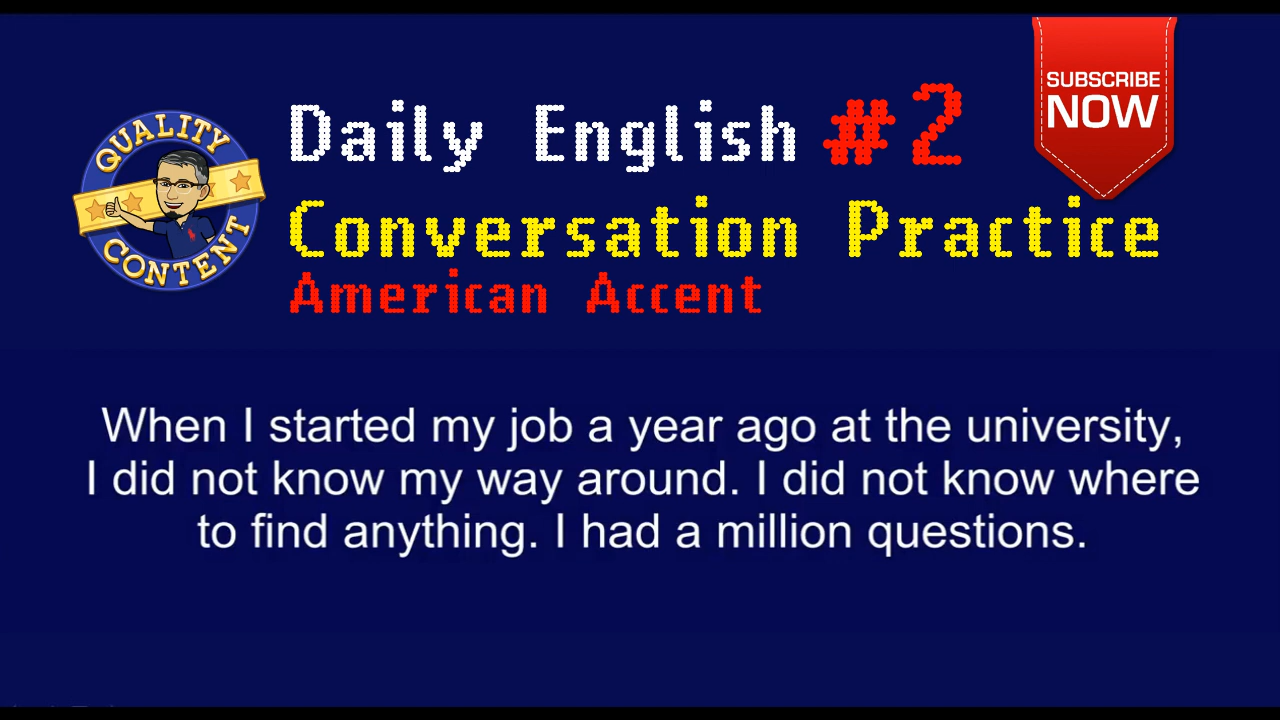 SUBSCRIBE
NOW
QUALITY
CONTENT
Daily English #2
Conversation Practice
American Accent
When I started my job a year ago at the university,
I did not know my way around. I did not know where
to find anything. I had a million questions.